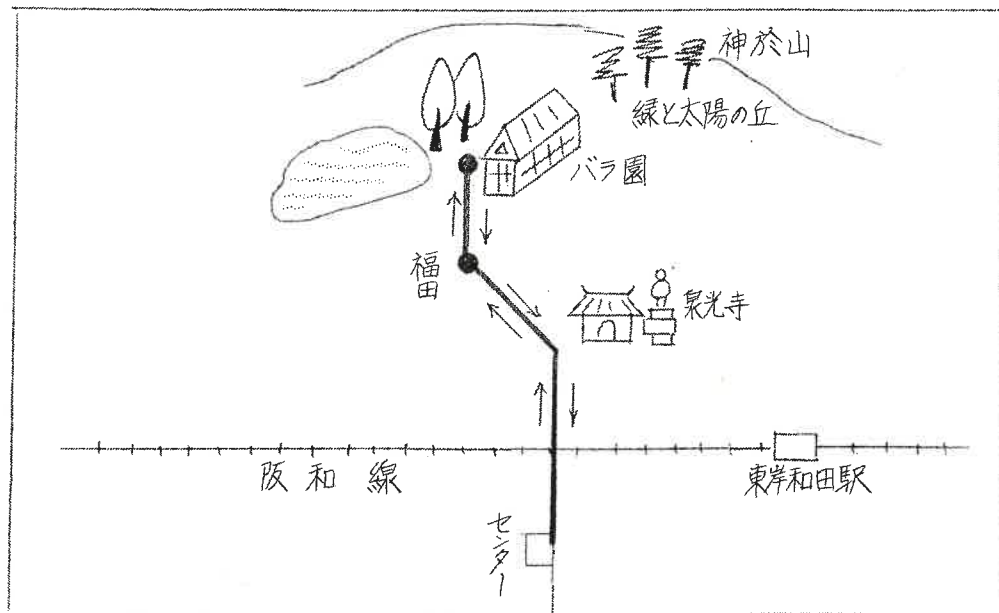 神於山
緑と太陽の丘
バラ園
福田
泉光寺
阪和線
東岸和田駅
センター